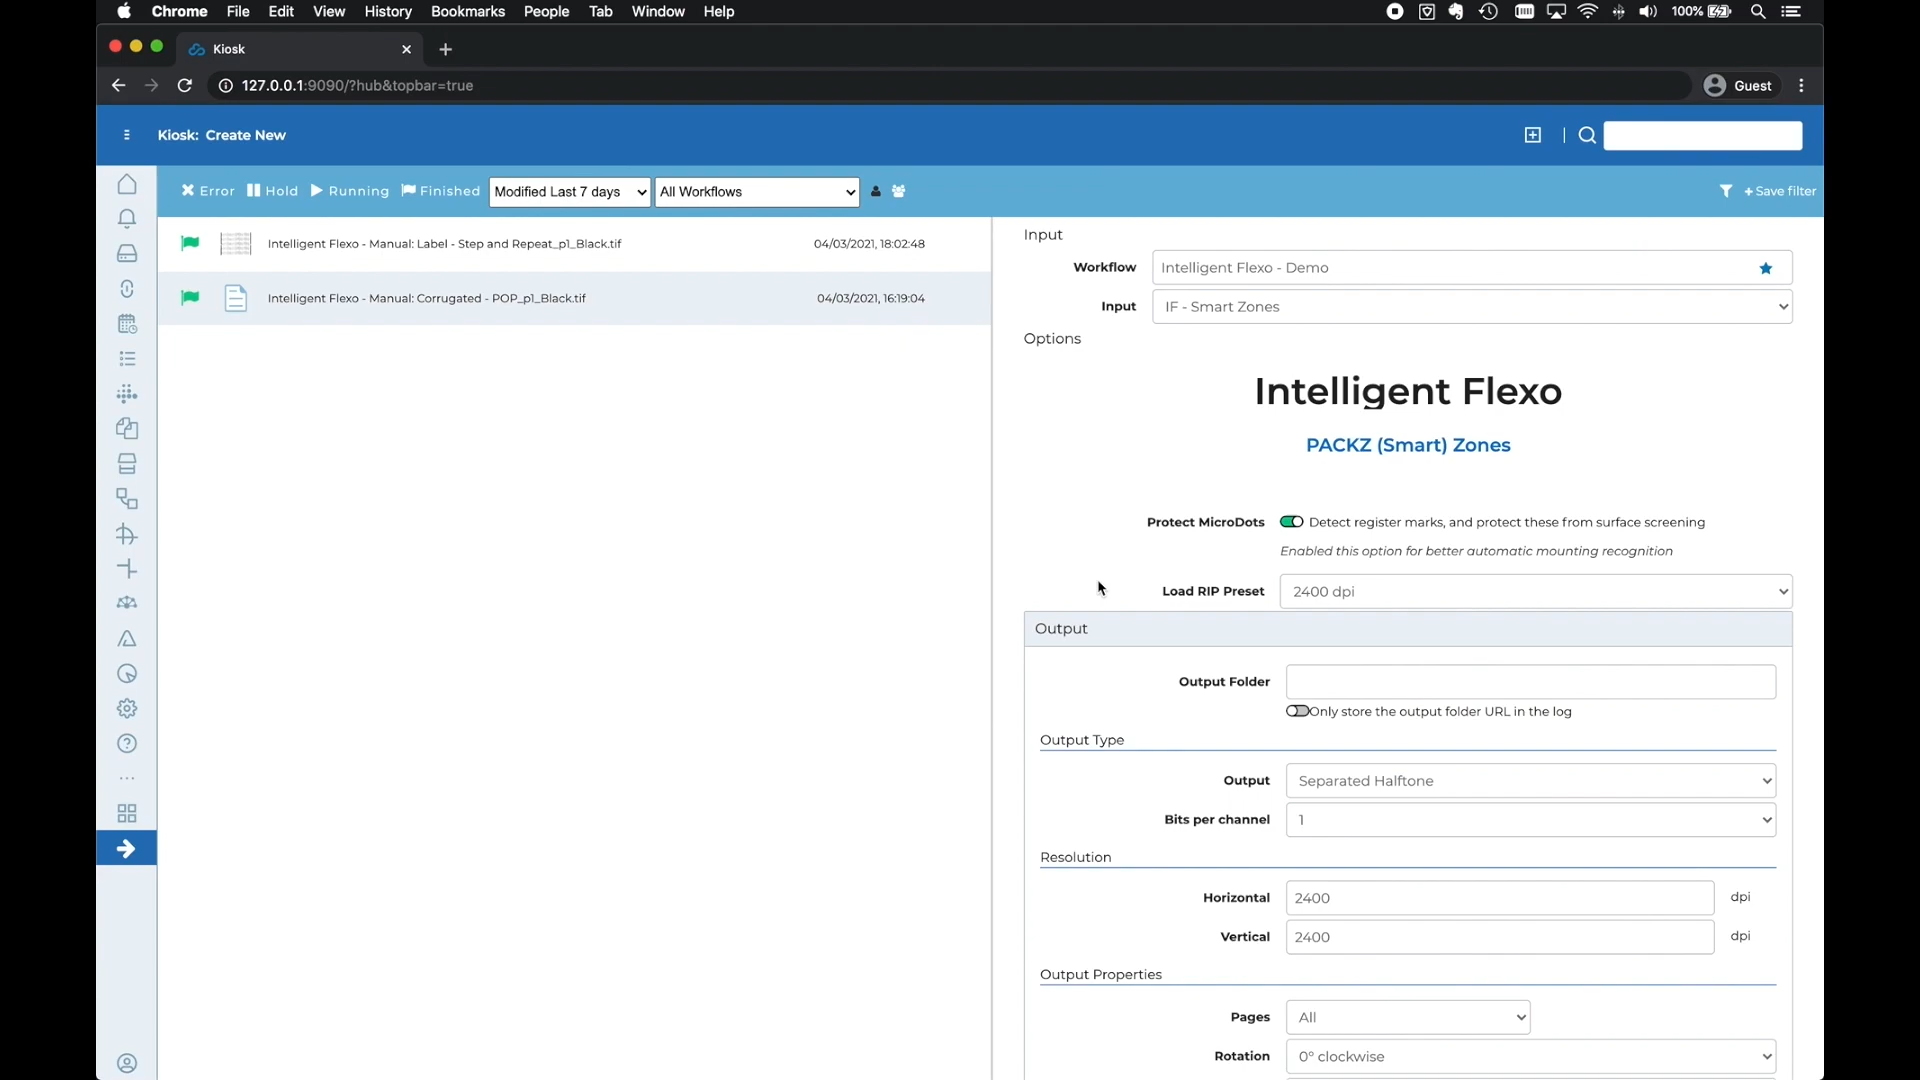 Chrome File Edit View History Bookmarks People Tab Window Help 100%
Kiosk
127.0.0.1:9090/?hub&topbar=true Guest
Kiosk: Create New
Error Hold Running Finished Modified Last 7 days All Workflows + Save filter
Intelligent Flexo - Manual: Label - Step and Repeat_p1_Black.tif 04/03/2021, 18:02:48
Intelligent Flexo - Manual: Corrugated - POP_p1_Black.tif 04/03/2021, 16:19:04
Input
Workflow Intelligent Flexo - Demo
Input IF - Smart Zones
Options
Intelligent Flexo
PACKZ (Smart) Zones
Protect MicroDots Detect register marks, and protect these from surface screening
Enabled this option for better automatic mounting recognition
Load RIP Preset 2400 dpi
Output
Output Folder
Only store the output folder URL in the log
Output Type
Output Separated Halftone
Bits per channel 1
Resolution
Horizontal 2400 dpi
Vertical 2400 dpi
Output Properties
Pages All
Rotation 0° clockwise